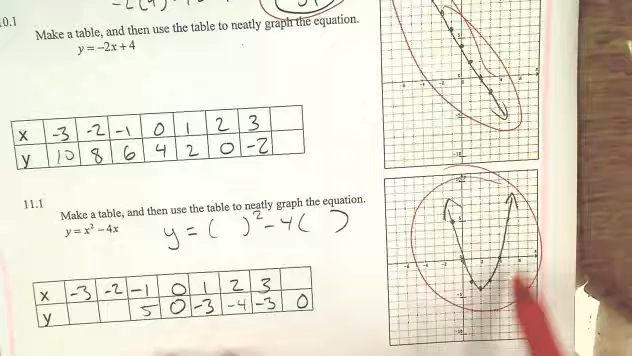 0.1
Make a table, and then use the table to neatly graph the equation.
y = -2x + 4
x -3 -2 -1 0 1 2 3
y 10 8 6 4 2 0 -2
11.1
Make a table, and then use the table to neatly graph the equation.
y = x² - 4x
y = ( )² - 4 ( )
x -3 -2 -1 0 1 2 3
y 5 0 -3 -4 -3 0